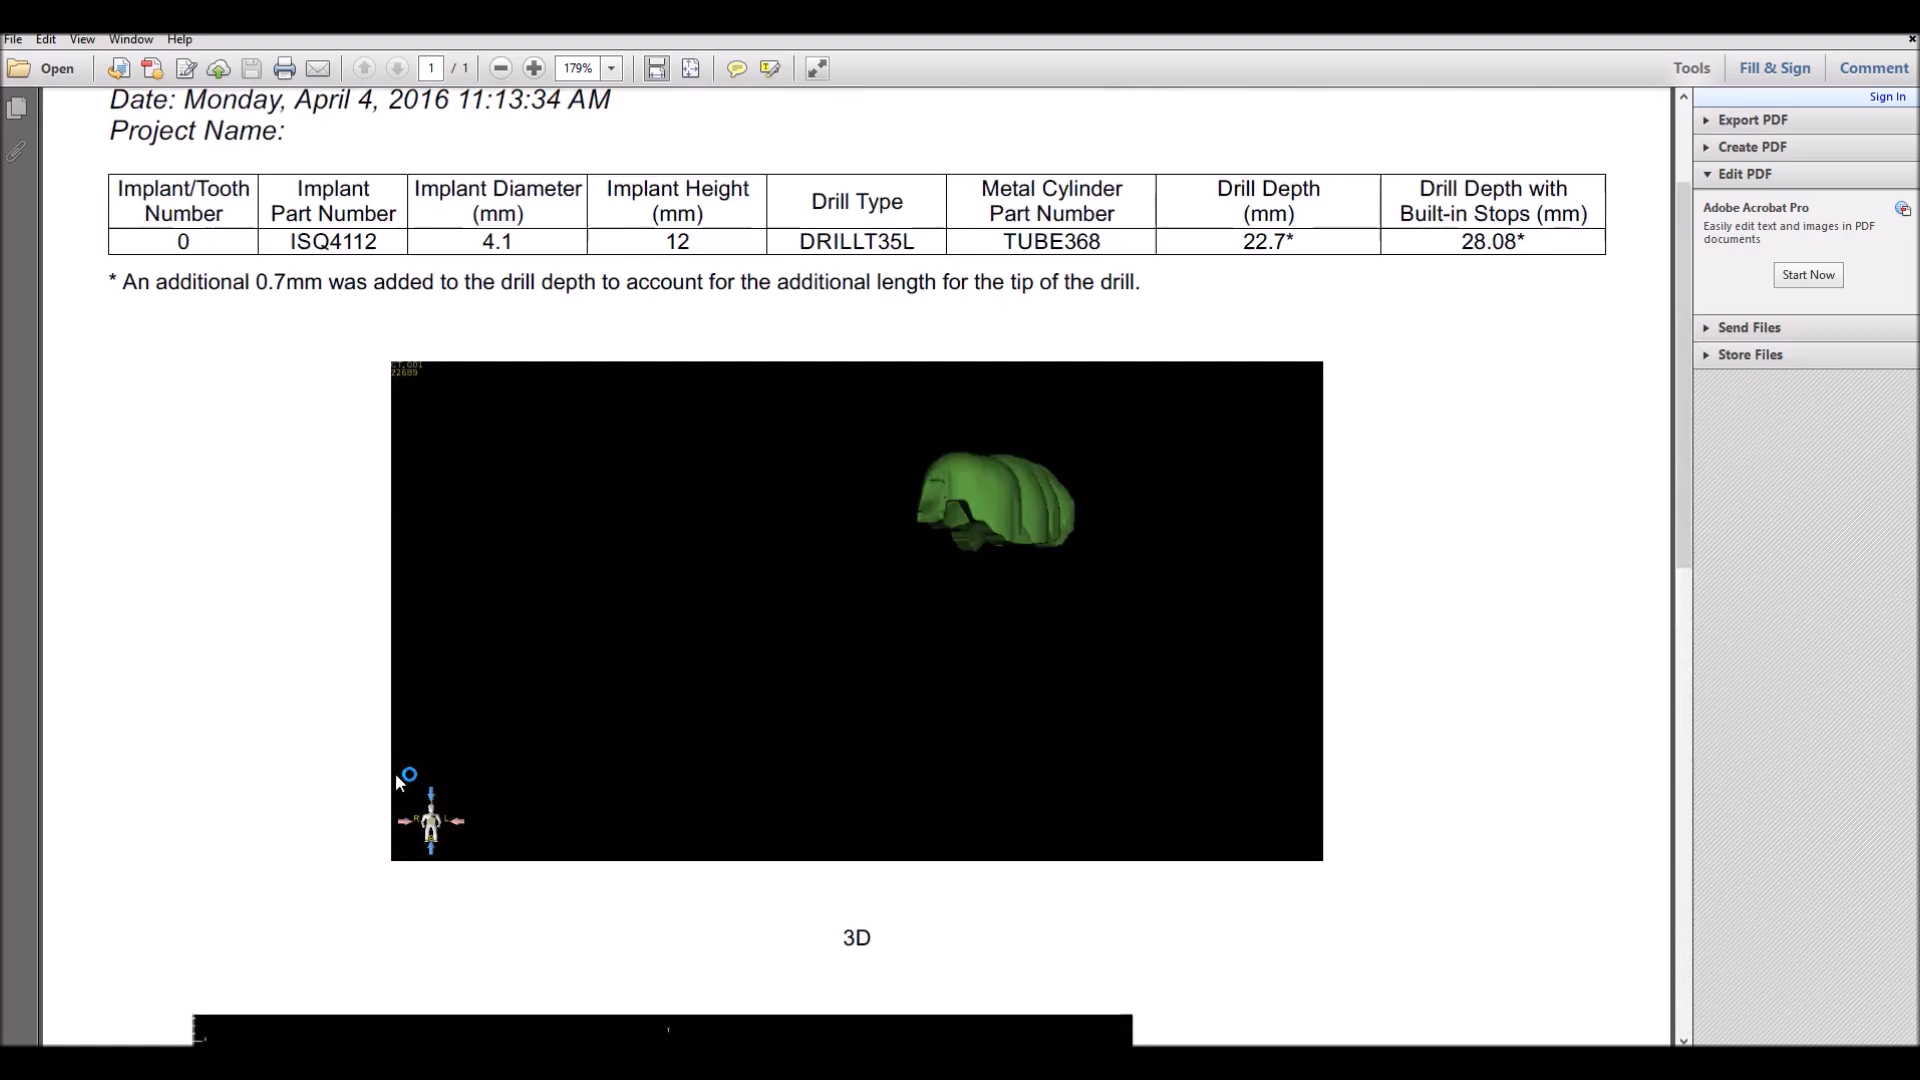 File Edit View Window Help
Open 1 / 1 179% Tools Fill & Sign Comment
Sign In
Date: Monday, April 4, 2016 11:13:34 AM
Project Name:
Export PDF
Create PDF
Edit PDF
Adobe Acrobat Pro
Easily edit text and images in PDF
documents
Start Now
Send Files
Store Files
Implant/Tooth Implant Implant Diameter Implant Height Drill Type Metal Cylinder Drill Depth Drill Depth with
Number Part Number (mm) (mm) Part Number (mm) Built-in Stops (mm)
0 ISQ4112 4.1 12 DRILLT35L TUBE368 22.7* 28.08*
* An additional 0.7mm was added to the drill depth to account for the additional length for the tip of the drill.
22689
R L
3D